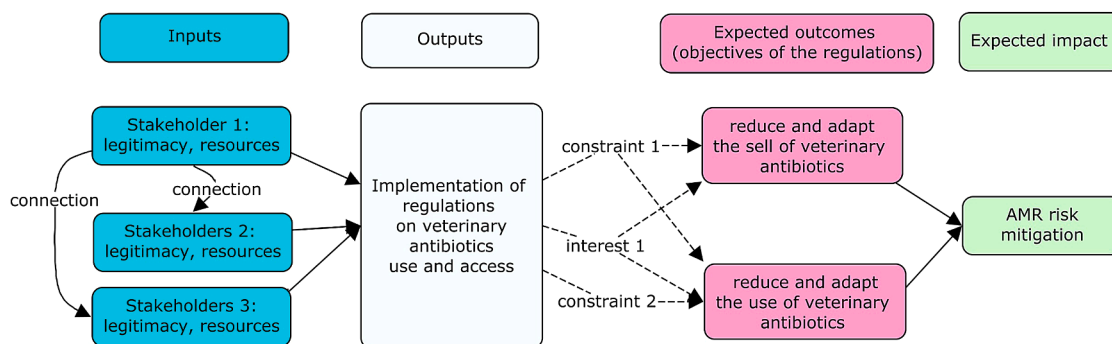 Inputs
Outputs
Expected outcomes
(objectives of the regulations)
Expected impact
Stakeholder 1:
legitimacy, resources
connection
connection
Stakeholders 2:
legitimacy, resources
Stakeholders 3:
legitimacy, resources
Implementation of
regulations
on veterinary
antibiotics
use and access
constraint 1
interest 1
constraint 2
reduce and adapt
the sell of veterinary
antibiotics
reduce and adapt
the use of veterinary
antibiotics
AMR risk
mitigation